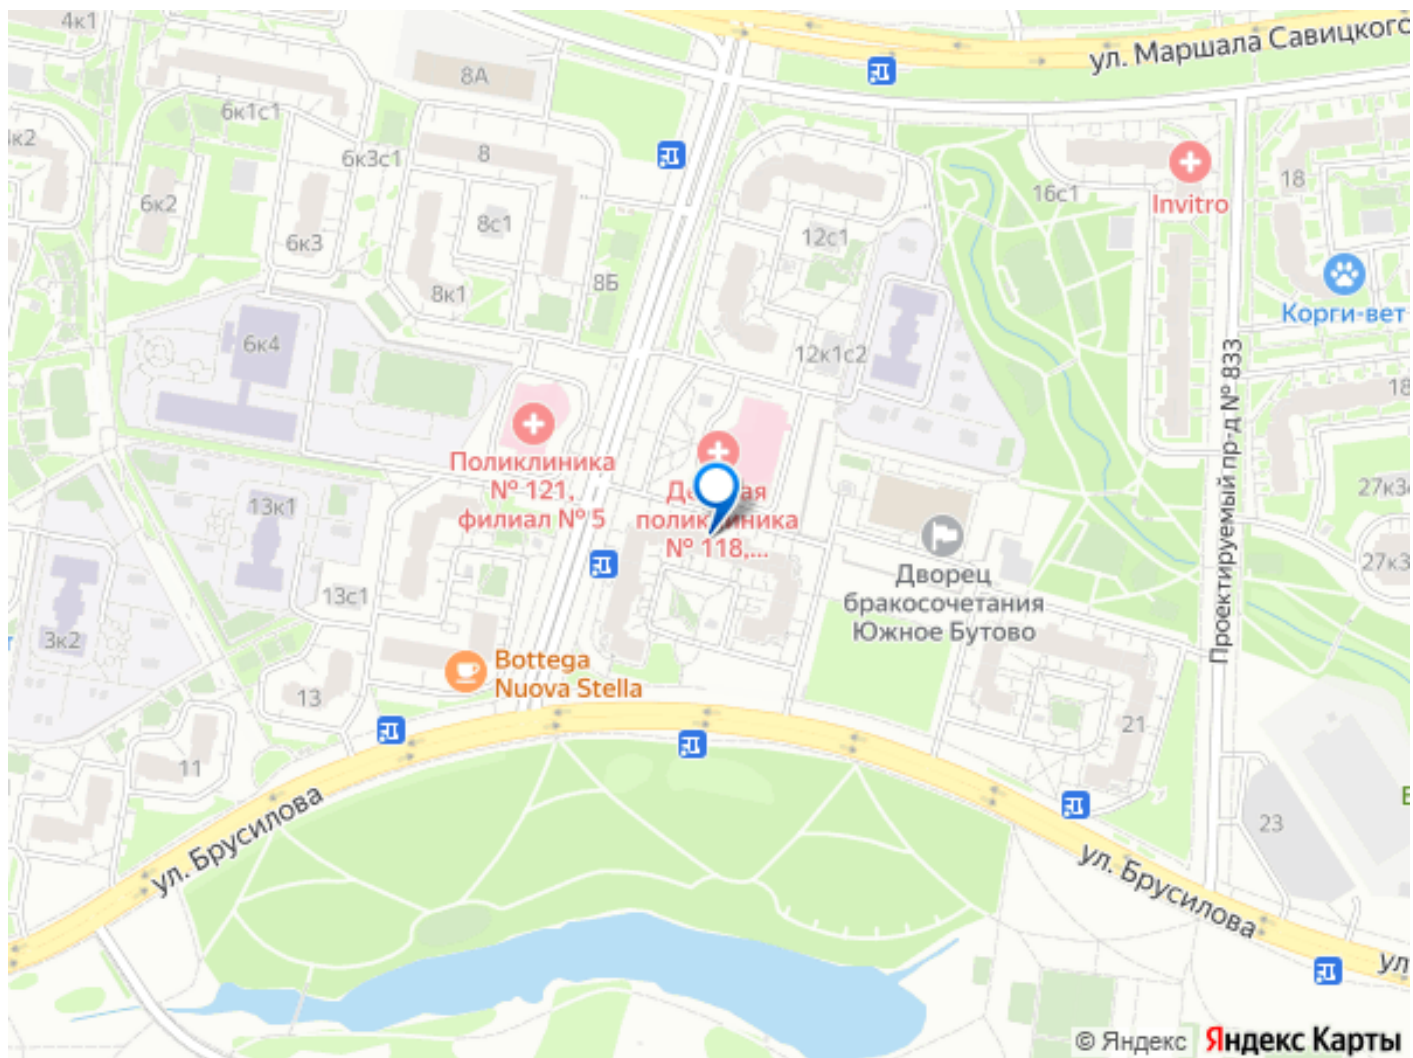 4к1
ул. Маршала Савицкого
8А
6к1с1
к2
6к3с1
8
18
16с1
Invitro
6к2
8с1
12с1
6к3
8Б
8к1
Корги-вет
6к4
12к1с2
Проектируемый пр-д № 833
18
Поликлиника
№ 121,
филиал № 5
поликлиника
№ 118,...
27к3
13к1
27к3
Дворец
бракосочетания
Южное Бутово
13с1
3к2
Bottega
Nuova Stella
13
21
11
23
ул. Брусилова
ул. Брусилова
ул
© Яндекс Яндекс Карты